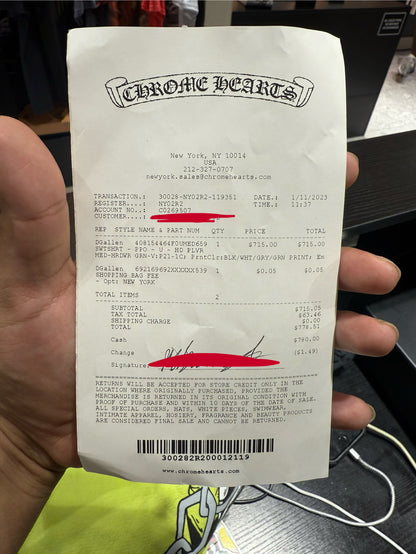 CHROME HEARTS
New York, NY 10014
USA
212-327-0707
newyork.sales@chromehearts.com
TRANSACTION.: 30028-NYO2R2-119351 DATE.: 1/11/2023
REGISTER....: NYO2R2 TIME.: 11:37
ACCOUNT NO..: C0269507
CUSTOMER....:
REP STYLE NAME & PART NUM QTY PRICE TOTAL
DGallen 408156464F0UMED659 1 $715.00 $715.00
SWTSHRT - PPO - U - HD PLVR
MED-HRDWR GRN-V:P21-1Cr PrntClr:BLK/WHT/GRY/GRN PRINT: Em
DGallen 692169692XXXXXX539 1 $0.05 $0.05
SHOPPING BAG FEE
- Opt: NEW YORK
TOTAL ITEMS 2
SUBTOTAL $715.05
TAX TOTAL $63.46
SHIPPING CHARGE $0.00
TOTAL $778.51
Cash $780.00
Change ($1.49)
Signature:
RETURNS WILL BE ACCEPTED FOR STORE CREDIT ONLY IN THE
LOCATION WHERE ORIGINALLY PURCHASED, PROVIDED THE
MERCHANDISE IS RETURNED IN ITS ORIGINAL CONDITION WITH
PROOF OF PURCHASE AND WITHIN 10 DAYS OF THE DATE OF SALE.
ALL SPECIAL ORDERS, HATS, WHITE PIECES, SWIMWEAR,
INTIMATE APPAREL, HOSIERY, FRAGRANCE AND BEAUTY PRODUCTS
ARE CONSIDERED FINAL SALE AND CANNOT BE RETURNED.
300282R200012119
www.chromehearts.com